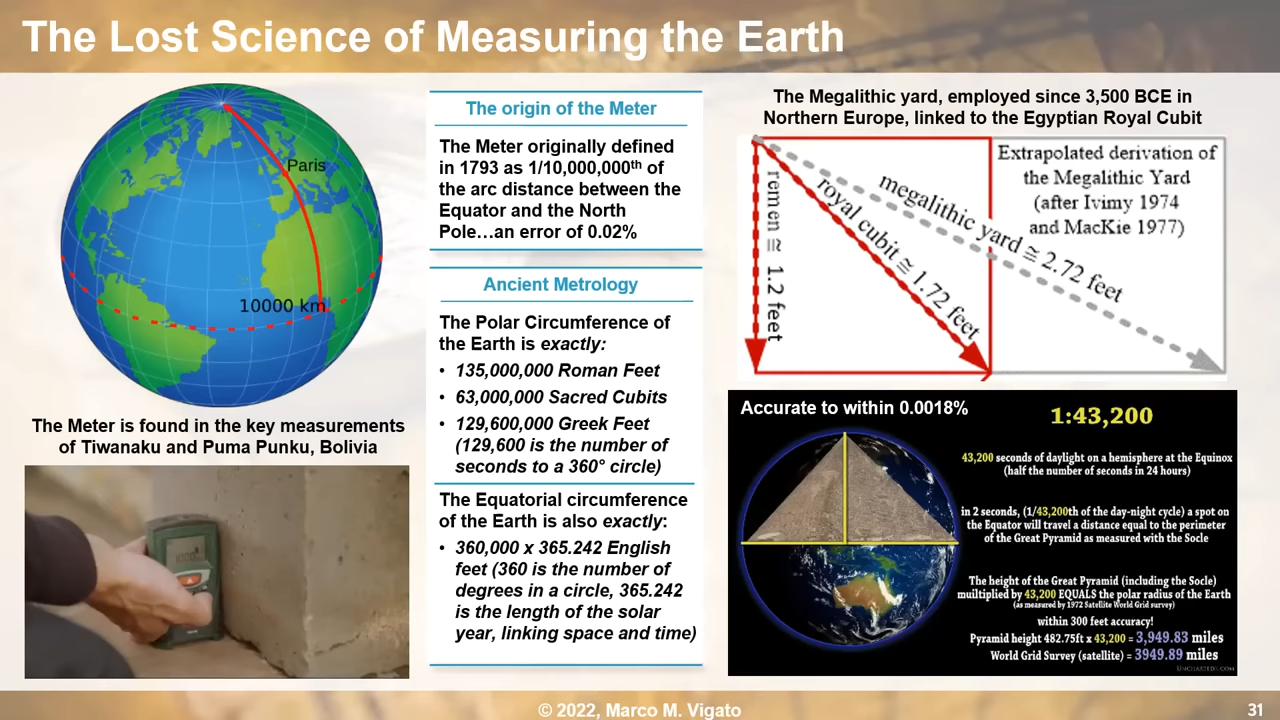 The Lost Science of Measuring the Earth
Paris
10000 km
The Meter is found in the key measurements
of Tiwanaku and Puma Punku, Bolivia
The origin of the Meter
The Meter originally defined
in 1793 as 1/10,000,000th of
the arc distance between the
Equator and the North
Pole…an error of 0.02%
Ancient Metrology
The Polar Circumference of
the Earth is exactly:
• 135,000,000 Roman Feet
• 63,000,000 Sacred Cubits
• 129,600,000 Greek Feet
(129,600 is the number of
seconds to a 360° circle)
The Equatorial circumference
of the Earth is also exactly:
• 360,000 x 365.242 English
feet (360 is the number of
degrees in a circle, 365.242
is the length of the solar
year, linking space and time)
The Megalithic yard, employed since 3,500 BCE in
Northern Europe, linked to the Egyptian Royal Cubit
remen ≅ 1.2 feet
royal cubit ≅ 1.72 feet
megalithic yard ≅ 2.72 feet
Extrapolated derivation of
the Megalithic Yard
(after Ivimy 1974
and MacKie 1977)
Accurate to within 0.0018%
1:43,200
43,200 seconds of daylight on a hemisphere at the Equinox
(half the number of seconds in 24 hours)
in 2 seconds, (1/43,200th of the day-night cycle) a spot on
the Equator will travel a distance equal to the perimeter
of the Great Pyramid as measured with the Socle
The height of the Great Pyramid (including the Socle)
muiltiplied by 43,200 EQUALS the polar radius of the Earth
(as measured by 1972 Satellite World Grid survey)
within 300 feet accuracy!
Pyramid height 482.75ft x 43,200 = 3,949.83 miles
World Grid Survey (satellite) = 3949.89 miles
© 2022, Marco M. Vigato
31